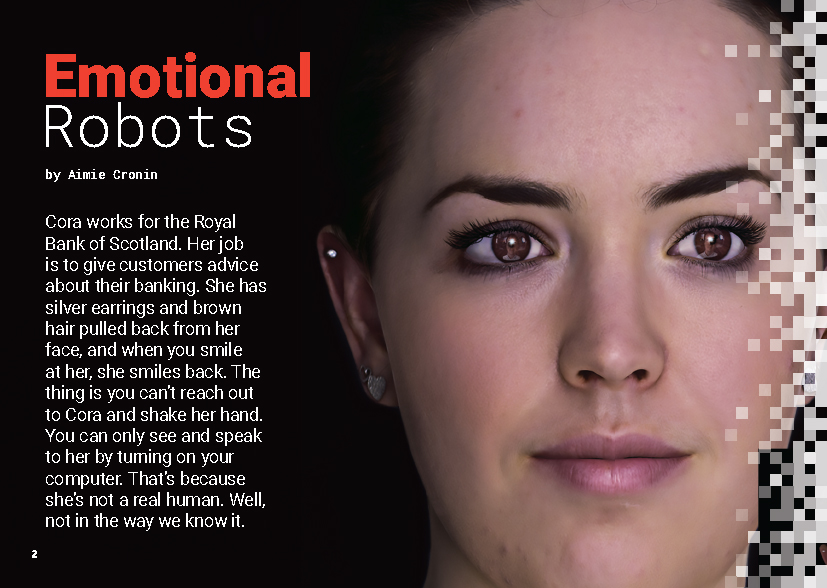 Emotional
Robots
by Aimie Cronin
Cora works for the Royal
Bank of Scotland. Her job
is to give customers advice
about their banking. She has
silver earrings and brown
hair pulled back from her
face, and when you smile
at her, she smiles back. The
thing is you can't reach out
to Cora and shake her hand.
You can only see and speak
to her by turning on your
computer. That's because
she's not a real human. Well,
not in the way we know it.
2